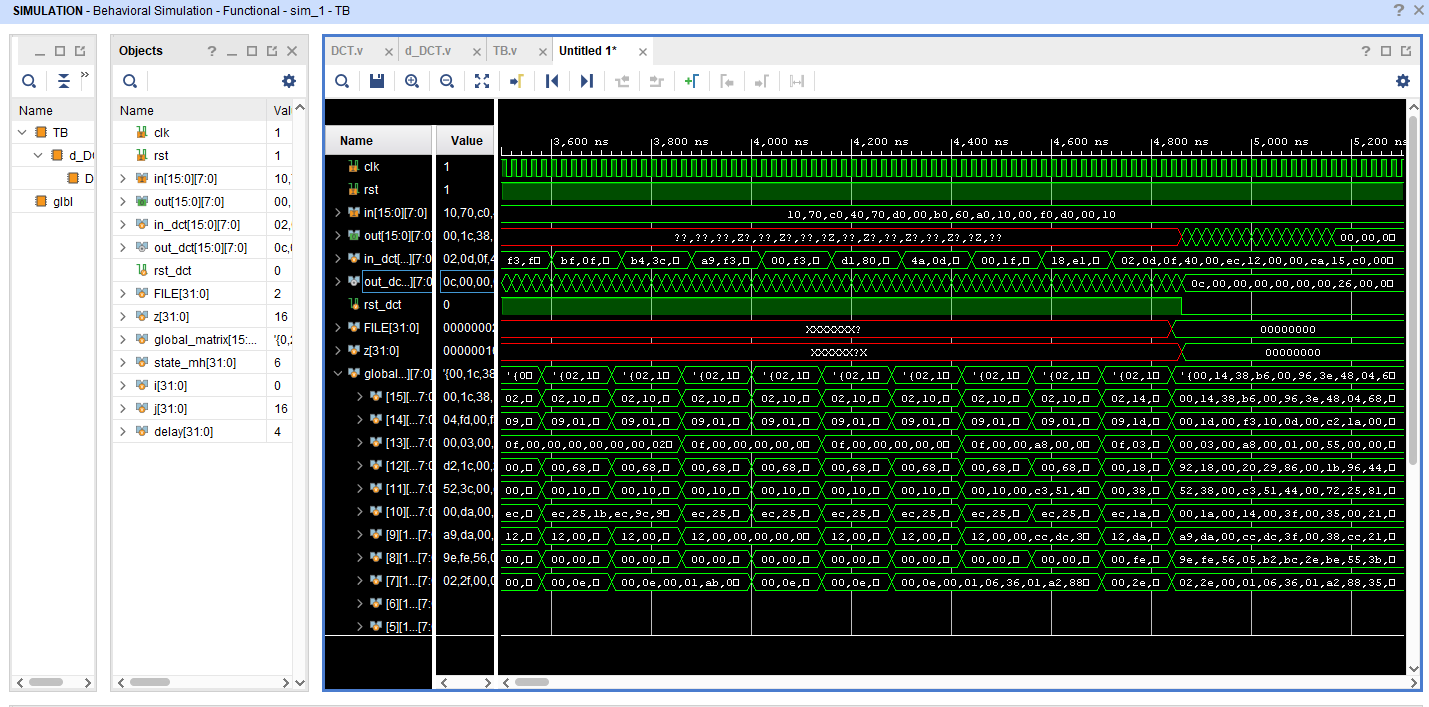 SIMULATION - Behavioral Simulation - Functional - sim_1 - TB
Name
TB
d_DC
D
glbl
Objects
Name Val
clk 1
rst 1
in[15:0][7:0] 10,
out[15:0][7:0] 00,
in_dct[15:0][7:0] 02,
out_dct[15:0][7:0] 0c,
rst_dct 0
FILE[31:0] 2
z[31:0] 16
global_matrix[15:... '{0,
state_mh[31:0] 6
i[31:0] 0
j[31:0] 16
delay[31:0] 4
DCT.v d_DCT.v TB.v Untitled 1*
Name Value
3,600 ns 3,800 ns 4,000 ns 4,200 ns 4,400 ns 4,600 ns 4,800 ns 5,000 ns 5,200 ns
clk 1
rst 1
in[15:0][7:0] 10,70,c0, 10,70,c0,40,70,d0,00,b0,60,a0,10,00,f0,d0,00,10
out[15:0][7:0] 00,1c,38, ??,??,??,Z?,??,Z?,??,?Z,??,Z?,??,Z?,??,Z?,?Z,?? 00,00,0
in_dct[...][7:0 02,0d,0f,4 f3,f bf,0f, b4,3c, a9,f3, 00,f3, d1,80, 4a,0d, 00,1f, 18,e1, 02,0d,0f,40,00,ec,12,00,00,ca,15,c0,00
out_dc...][7:0 0c,00,00, 0c,00,00,00,00,00,00,26,00,00
rst_dct 0
FILE[31:0] 0000000 XXXXXXX? 00000000
z[31:0] 0000001 XXXXXX?X 00000000
global...][7:0] '{00,1c,38 '{0 '{02,1 '{02,1 '{02,1 '{02,1 '{02,1 '{02,1 '{02,1 '{02,1 '{02,1 '{00,14,38,b6,00,96,3e,48,04,6
[15][...7:0 00,1c,38, 02, 02,10, 02,10, 02,10, 02,10, 02,10, 02,10, 02,10, 02,10, 02,14, 00,14,38,b6,00,96,3e,48,04,68,
[14][...7:0 04,fd,00,f 09, 09,01, 09,01, 09,01, 09,01, 09,01, 09,01, 09,01, 09,01, 09,1d, 00,1d,00,f3,10,0d,00,c2,1a,00,
[13][...7:0 00,03,00, 0f,00,00,00,00,00,02 0f,00,00,00,00, 0f,00,00,00,00, 0f,00,00,a8,00, 0f,03, 00,03,00,a8,00,01,00,55,00,00,
[12][...7:0 d2,1c,00, 00, 00,68, 00,68, 00,68, 00,68, 00,68, 00,68, 00,68, 00,68, 00,18, 92,18,00,20,29,86,00,1b,96,44,
[11][...7:0 52,3c,00, 00, 00,10, 00,10, 00,10, 00,10, 00,10, 00,10, 00,10,00,c3,51,4 00,38, 52,38,00,c3,51,44,00,72,25,81,
[10][...7:0 00,da,00, ec, ec,25,1b,ec,9c,9 ec,25, ec,25, ec,25, ec,25, ec,25, ec,25, ec,1a, 00,1a,00,14,00,3f,00,35,00,21,
[9][1...[7: a9,da,00, 12, 12,00, 12,00, 12,00,00,00,00, 12,00, 12,00, 12,00, 12,00,00,cc,dc,3 12,da, a9,da,00,cc,dc,3f,00,38,cc,21,
[8][1...[7: 9e,fe,56,0 00, 00,00, 00,00, 00,00, 00,00, 00,00, 00,00, 00,00, 00,00, 00,fe, 9e,fe,56,05,b2,bc,2e,be,55,3b,
[7][1...[7: 02,2f,00,0 00, 00,0e, 00,0e,00,01,ab,0 00,0e, 00,0e, 00,0e,00,01,06,36,01,a2,88 00,2e, 02,2e,00,01,06,36,01,a2,88,35,
[6][1...[7:
[5][1...[7: